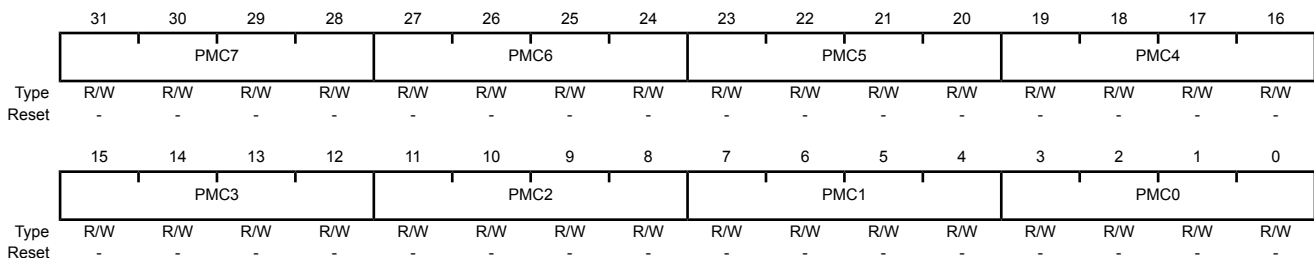 31 30 29 28 27 26 25 24 23 22 21 20 19 18 17 16
PMC7 PMC6 PMC5 PMC4
Type R/W R/W R/W R/W R/W R/W R/W R/W R/W R/W R/W R/W R/W R/W R/W R/W
Reset - - - - - - - - - - - - - - - -
15 14 13 12 11 10 9 8 7 6 5 4 3 2 1 0
PMC3 PMC2 PMC1 PMC0
Type R/W R/W R/W R/W R/W R/W R/W R/W R/W R/W R/W R/W R/W R/W R/W R/W
Reset - - - - - - - - - - - - - - - -